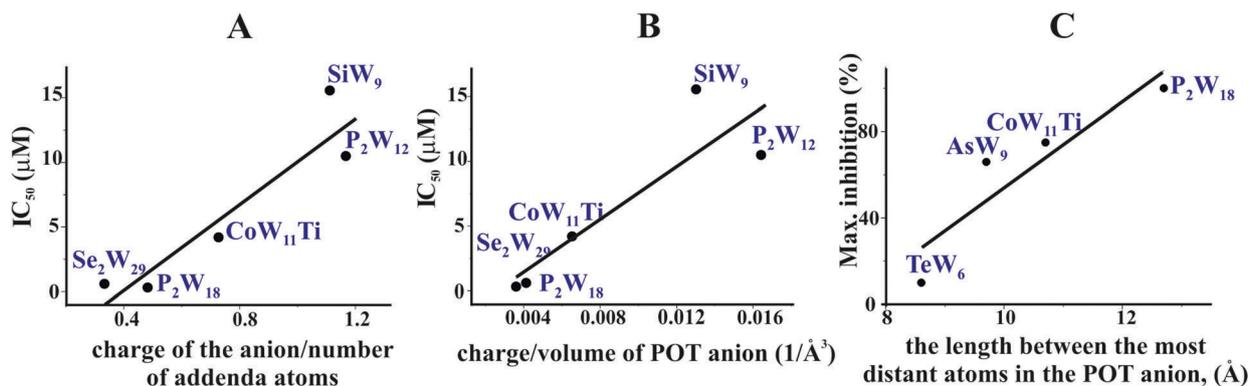 A
IC₅₀ (μM)
15
10
5
0
SiW₉
P₂W₁₂
CoW₁₁Ti
Se₂W₂₉
P₂W₁₈
0.4 0.8 1.2
charge of the anion/number
of addenda atoms
B
IC₅₀ (μM)
15
10
5
0
SiW₉
P₂W₁₂
CoW₁₁Ti
Se₂W₂₉
P₂W₁₈
0.004 0.008 0.012 0.016
charge/volume of POT anion (1/Å³)
C
Max. inhibition (%)
80
40
0
P₂W₁₈
CoW₁₁Ti
AsW₉
TeW₆
8 10 12
the length between the most
distant atoms in the POT anion, (Å)